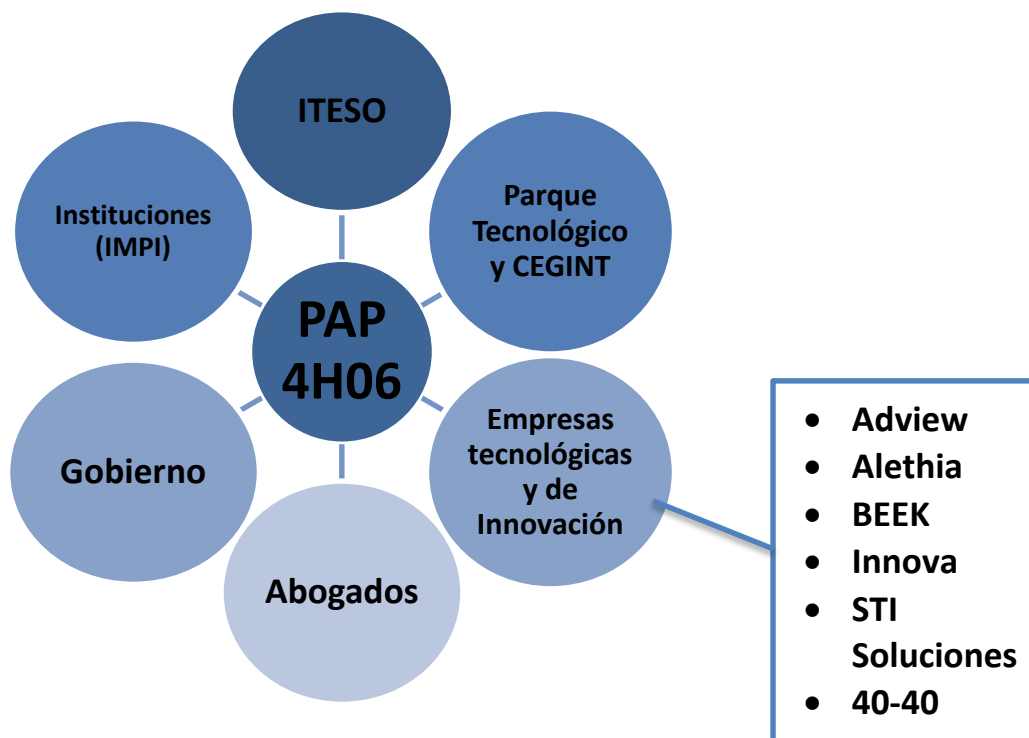 ITESO
Instituciones
(IMPI)
Parque
Tecnológico
y CEGINT
PAP
4H06
Gobierno
Empresas
tecnológicas
y de
Innovación
Abogados
• Adview
• Alethia
• BEEK
• Innova
• STI
Soluciones
• 40-40